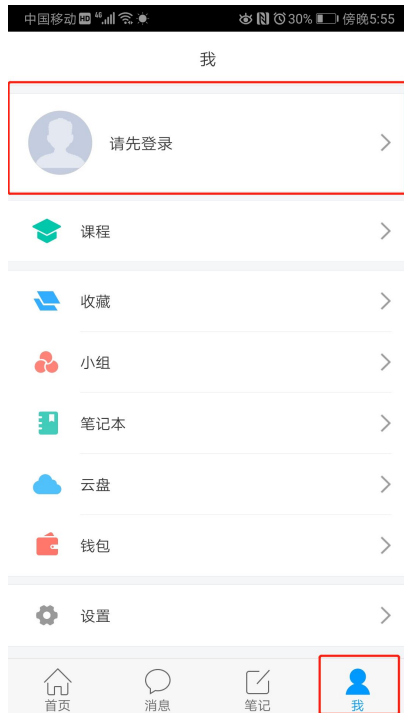 中国移动 HD 4G 30% 傍晚5:55
我
请先登录
课程
收藏
小组
笔记本
云盘
钱包
设置
首页 消息 笔记 我